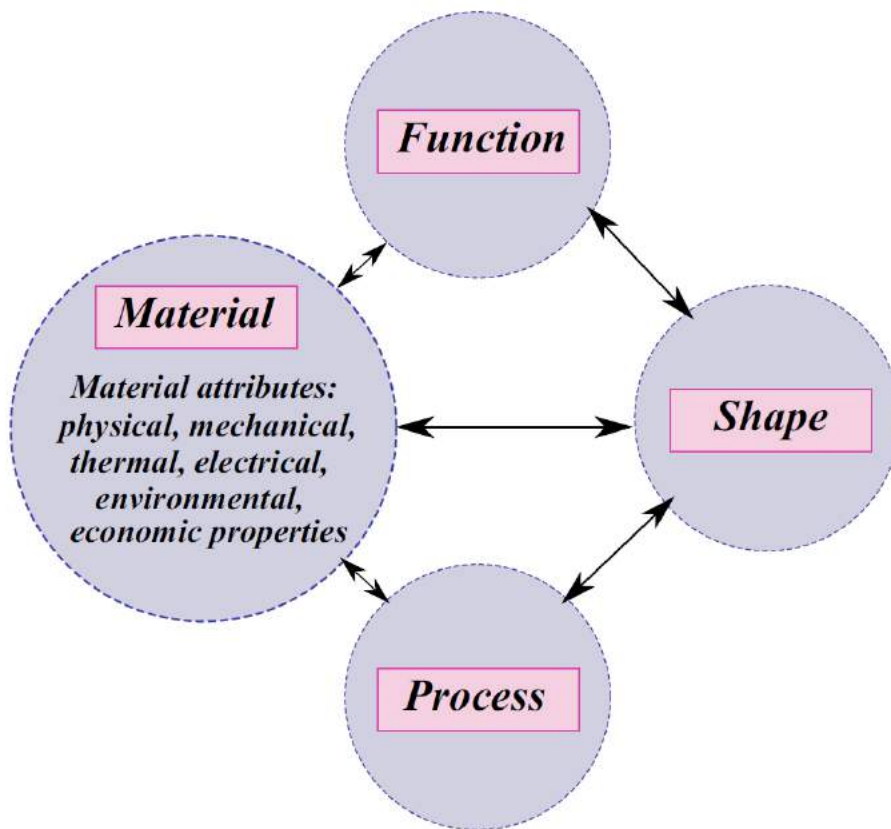 Function
Material
Material attributes:
physical, mechanical,
thermal, electrical,
environmental,
economic properties
Shape
Process